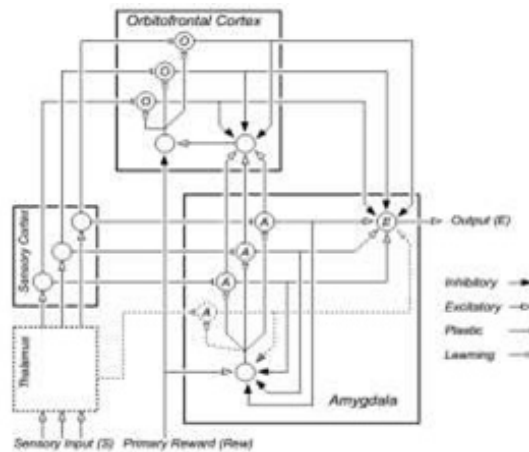 Orbitofrontal Cortex
O
O
O
Sensory Cortex
A
E
Output (E)
A
A
Inhibitory
Excitatory
Plastic
Learning
A
Thalamus
Amygdala
Sensory Input (S)
Primary Reward (Rew)